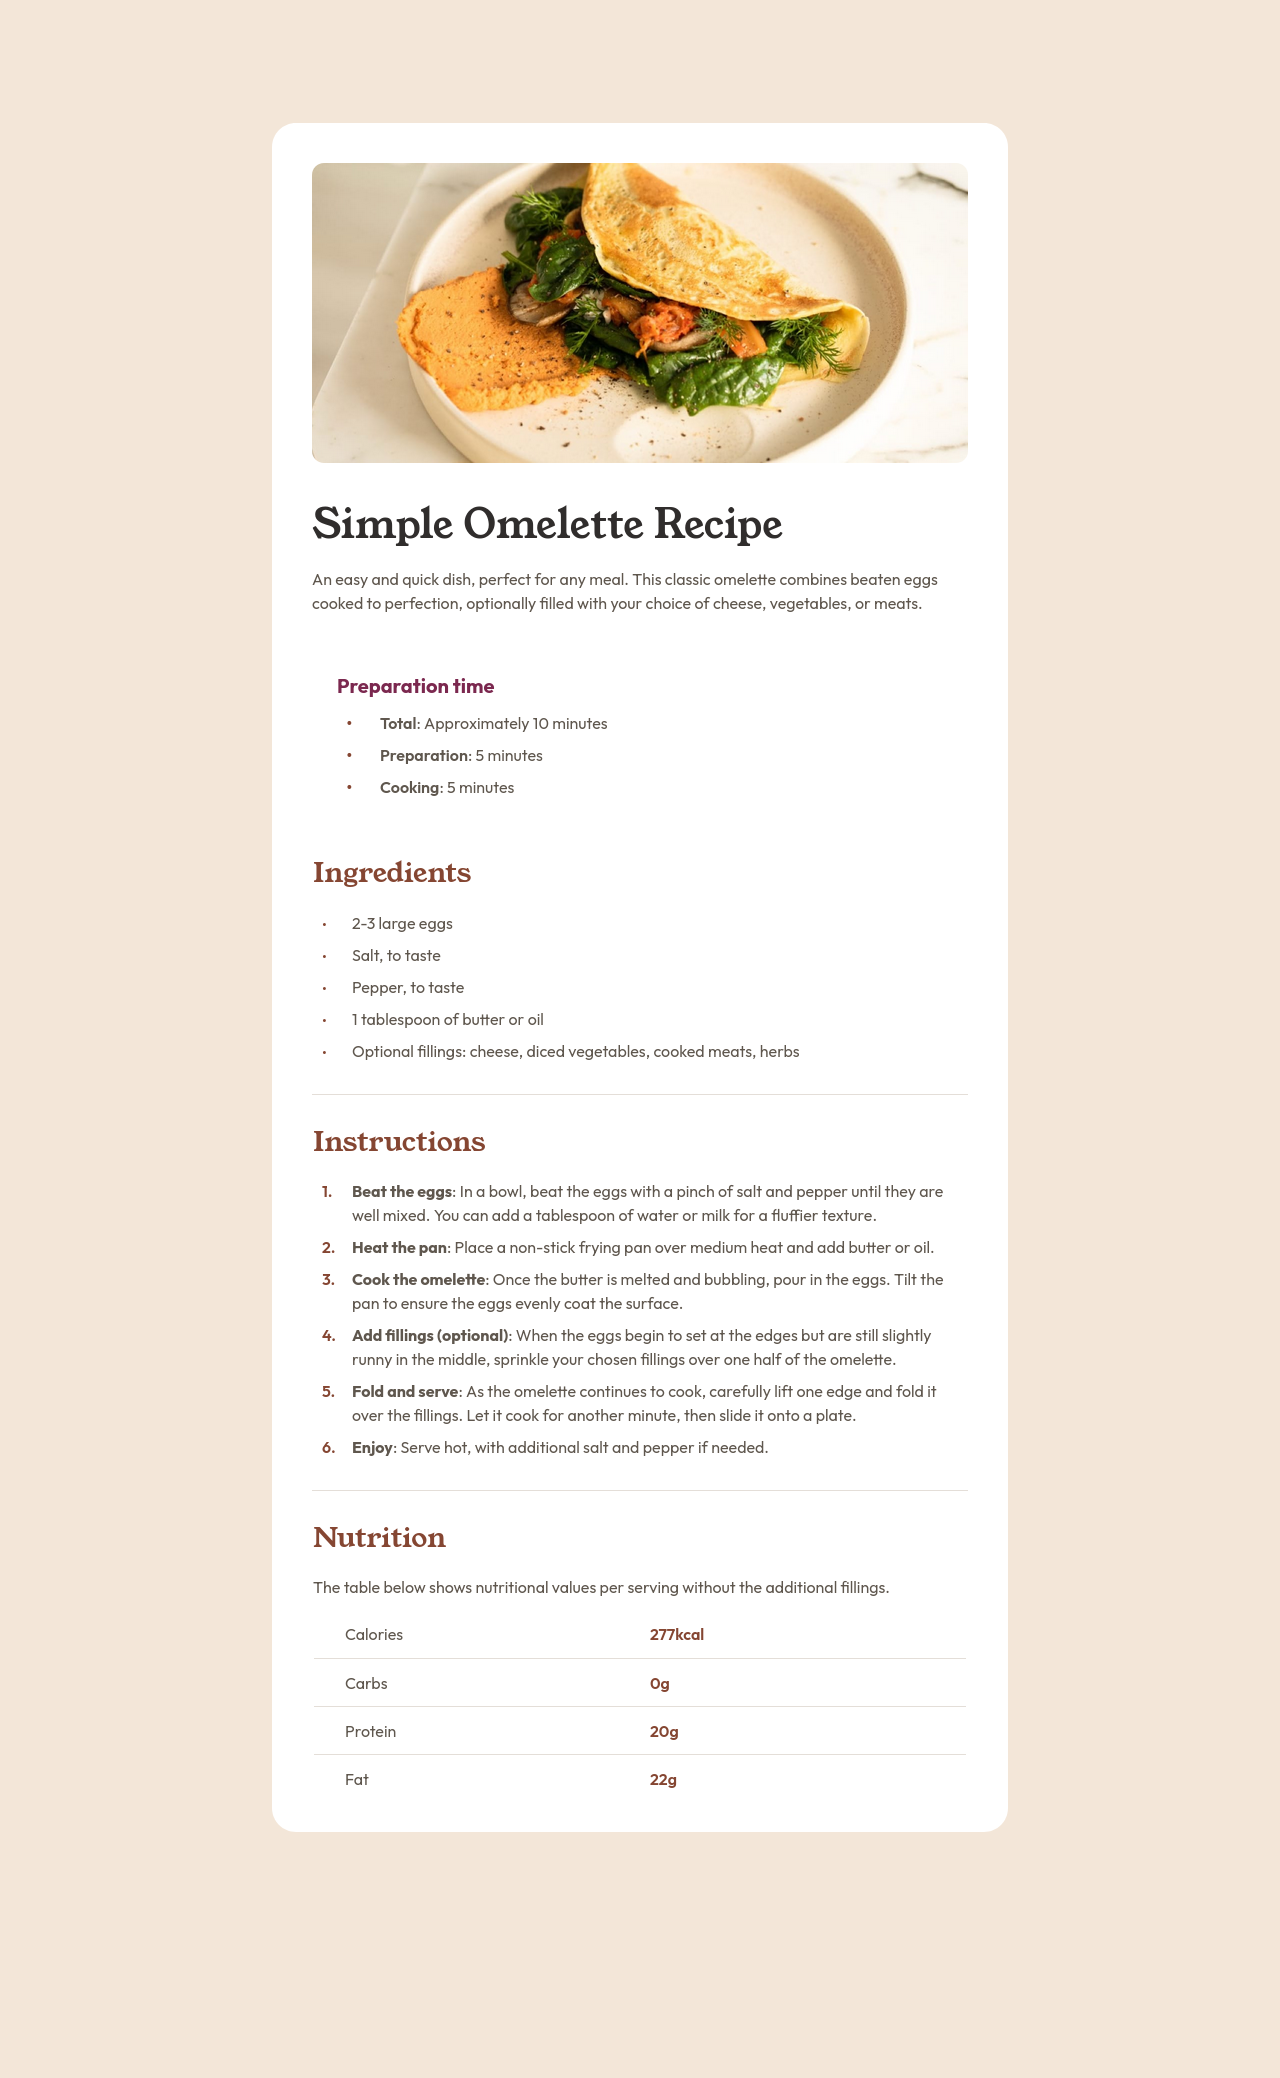 Simple Omelette Recipe
An easy and quick dish, perfect for any meal. This classic omelette combines beaten eggs
cooked to perfection, optionally filled with your choice of cheese, vegetables, or meats.
Preparation time
• Total: Approximately 10 minutes
• Preparation: 5 minutes
• Cooking: 5 minutes
Ingredients
• 2-3 large eggs
• Salt, to taste
• Pepper, to taste
• 1 tablespoon of butter or oil
• Optional fillings: cheese, diced vegetables, cooked meats, herbs
Instructions
1. Beat the eggs: In a bowl, beat the eggs with a pinch of salt and pepper until they are
well mixed. You can add a tablespoon of water or milk for a fluffier texture.
2. Heat the pan: Place a non-stick frying pan over medium heat and add butter or oil.
3. Cook the omelette: Once the butter is melted and bubbling, pour in the eggs. Tilt the
pan to ensure the eggs evenly coat the surface.
4. Add fillings (optional): When the eggs begin to set at the edges but are still slightly
runny in the middle, sprinkle your chosen fillings over one half of the omelette.
5. Fold and serve: As the omelette continues to cook, carefully lift one edge and fold it
over the fillings. Let it cook for another minute, then slide it onto a plate.
6. Enjoy: Serve hot, with additional salt and pepper if needed.
Nutrition
The table below shows nutritional values per serving without the additional fillings.
Calories 277kcal
Carbs 0g
Protein 20g
Fat 22g